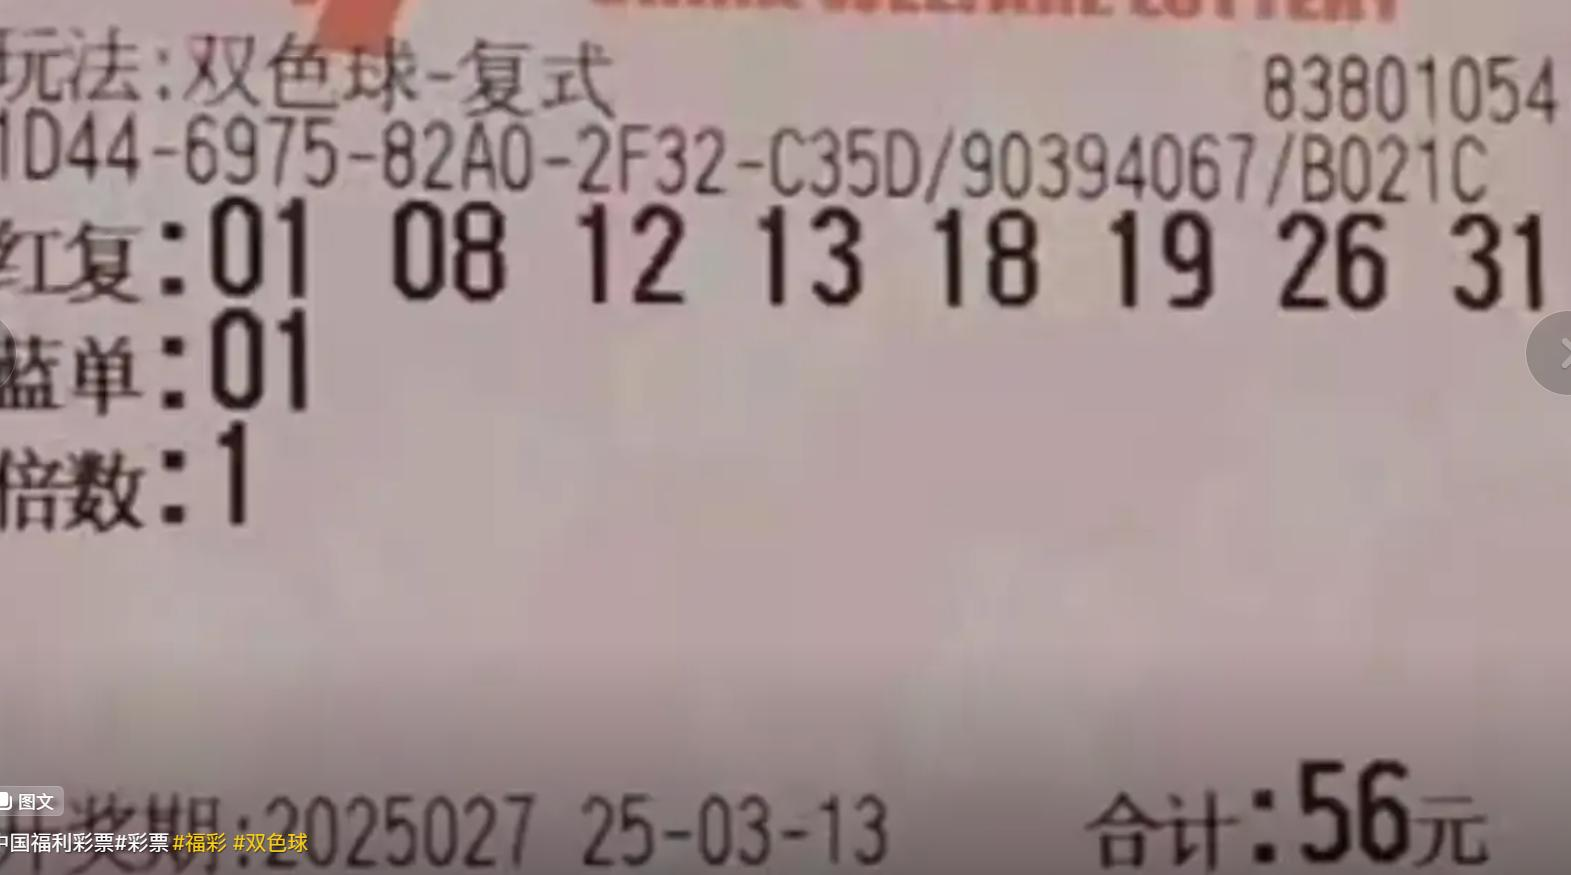 CHINA WELFARE LOTTERY
玩法:双色球-复式 83801054
1D44-6975-82A0-2F32-C35D/90394067/B021C
红复:01 08 12 13 18 19 26 31
蓝单:01
倍数:1
图文
开奖期:2025027 25-03-13 合计:56元
中国福利彩票#彩票#福彩 #双色球